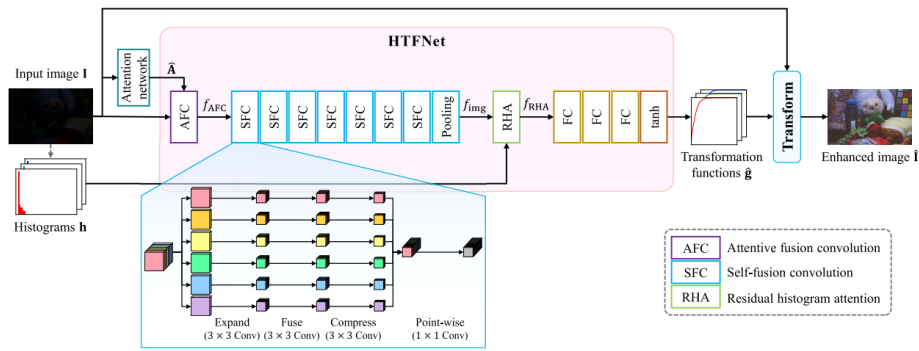 HTFNet
Input image I
Attention network
Â
AFC
f_AFC
SFC
SFC
SFC
SFC
SFC
SFC
SFC
Pooling
f_img
RHA
f_RHA
FC
FC
FC
tanh
Transformation
functions ĝ
Transform
Enhanced image Î
Histograms h
Expand
(3 × 3 Conv)
Fuse
(3 × 3 Conv)
Compress
(3 × 3 Conv)
Point-wise
(1 × 1 Conv)
AFC Attentive fusion convolution
SFC Self-fusion convolution
RHA Residual histogram attention